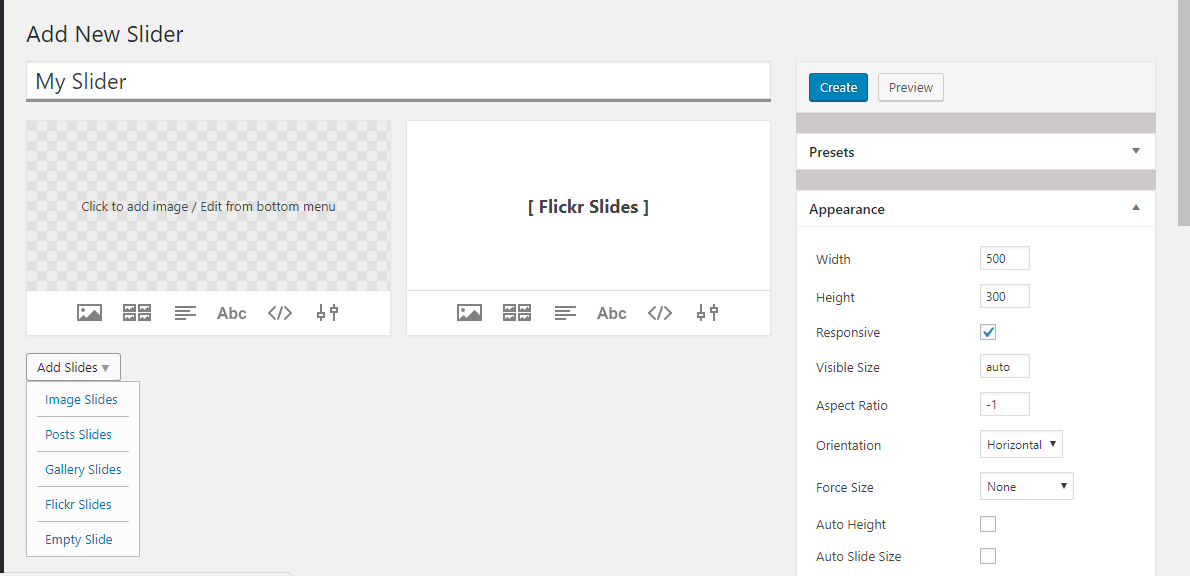 Add New Slider
My Slider
Create
Preview
Click to add image / Edit from bottom menu
[ Flickr Slides ]
Abc
Abc
Add Slides ▼
Image Slides
Posts Slides
Gallery Slides
Flickr Slides
Empty Slide
Presets
Appearance
Width 500
Height 300
Responsive
Visible Size auto
Aspect Ratio -1
Orientation Horizontal
Force Size None
Auto Height
Auto Slide Size